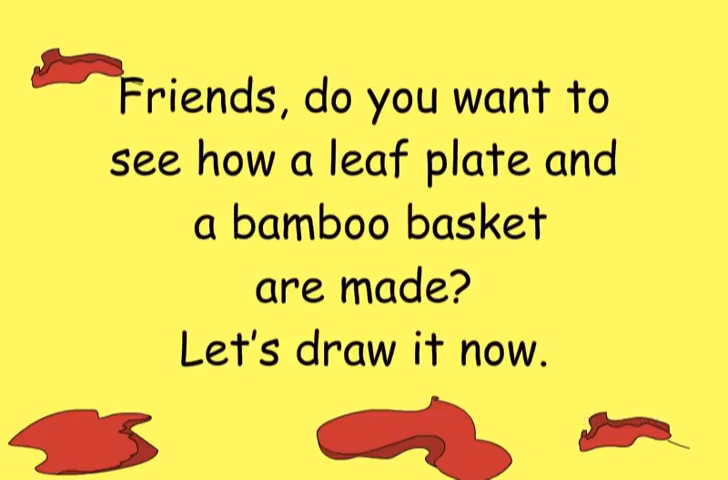 Friends, do you want to
see how a leaf plate and
a bamboo basket
are made?
Let's draw it now.